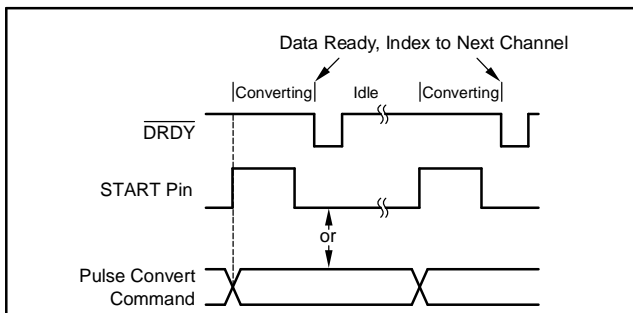 Data Ready, Index to Next Channel
Converting Idle Converting
DRDY
START Pin
or
Pulse Convert
Command